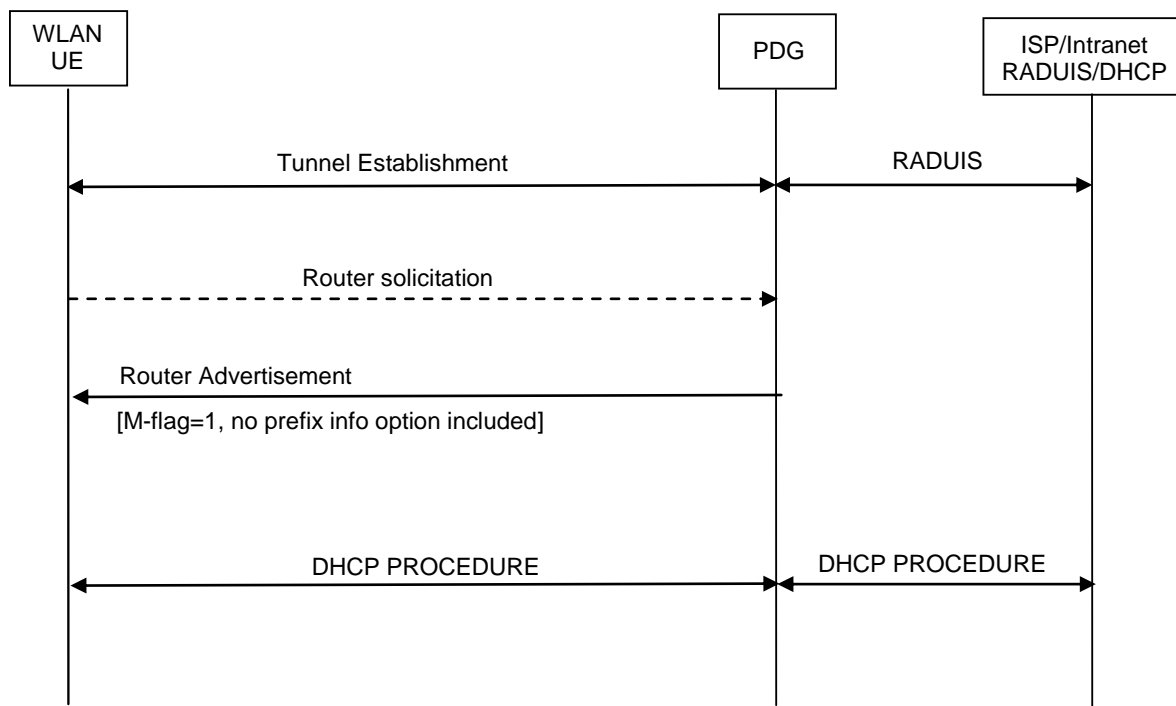 WLAN
UE
PDG
ISP/Intranet
RADUIS/DHCP
Tunnel Establishment
RADUIS
Router solicitation
Router Advertisement
[M-flag=1, no prefix info option included]
DHCP PROCEDURE
DHCP PROCEDURE